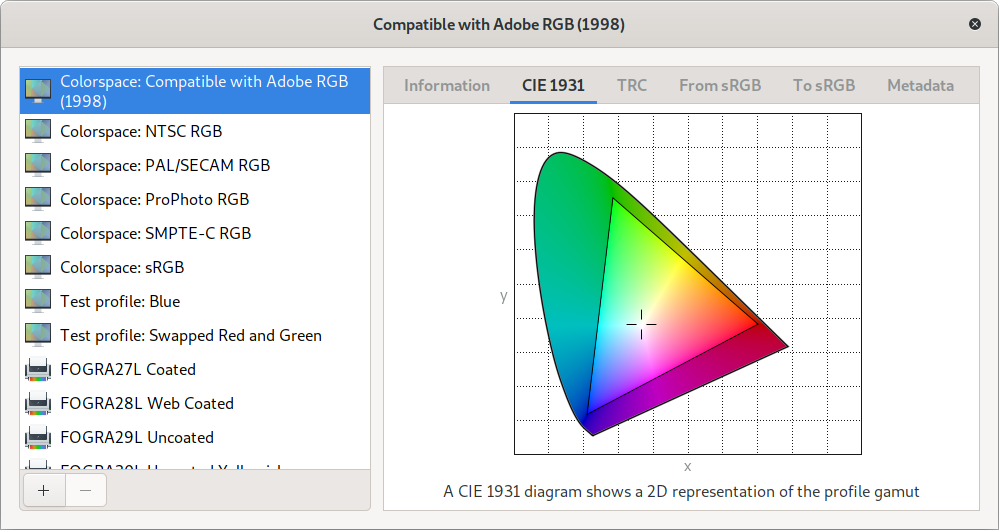 Compatible with Adobe RGB (1998)
Colorspace: Compatible with Adobe RGB
(1998)
Colorspace: NTSC RGB
Colorspace: PAL/SECAM RGB
Colorspace: ProPhoto RGB
Colorspace: SMPTE-C RGB
Colorspace: sRGB
Test profile: Blue
Test profile: Swapped Red and Green
FOGRA27L Coated
FOGRA28L Web Coated
FOGRA29L Uncoated
Information CIE 1931 TRC From sRGB To sRGB Metadata
y
x
A CIE 1931 diagram shows a 2D representation of the profile gamut